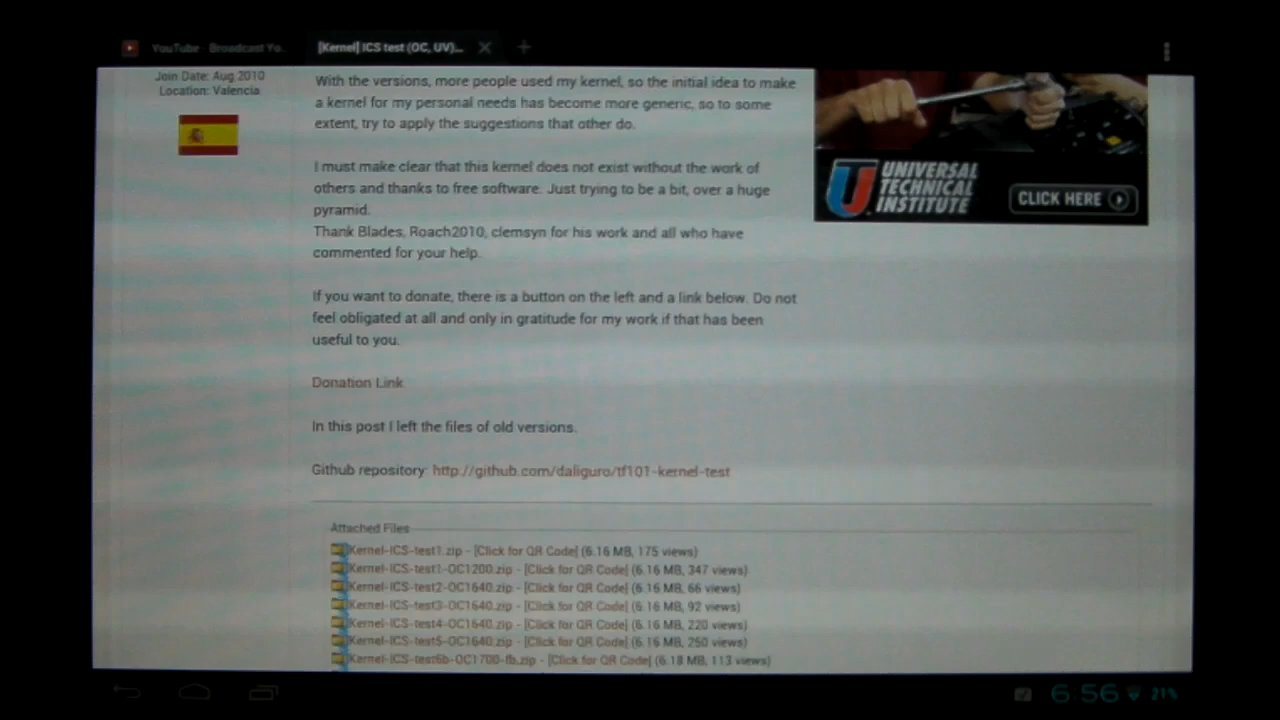 YouTube - Broadcast Yo..
[Kernel] ICS test (OC, UV)...
Join Date: Aug 2010
Location: Valencia
With the versions, more people used my kernel, so the initial idea to make
a kernel for my personal needs has become more generic, so to some
extent, try to apply the suggestions that other do.
I must make clear that this kernel does not exist without the work of
others and thanks to free software. Just trying to be a bit, over a huge
pyramid.
Thank Blades, Roach2010, clemsyn for his work and all who have
commented for your help.
If you want to donate, there is a button on the left and a link below. Do not
feel obligated at all and only in gratitude for my work if that has been
useful to you.
Donation Link
In this post I left the files of old versions.
Github repository: http://github.com/daliguro/tf101-kernel-test
UNIVERSAL
TECHNICAL
INSTITUTE
CLICK HERE
Attached Files
Kernel-ICS-test1.zip - [Click for QR Code] (6.16 MB, 175 views)
Kernel-ICS-test1-OC1200.zip - [Click for QR Code] (6.16 MB, 347 views)
Kernel-ICS-test2-OC1640.zip - [Click for QR Code] (6.16 MB, 66 views)
Kernel-ICS-test3-OC1640.zip - [Click for QR Code] (6.16 MB, 92 views)
Kernel-ICS-test4-OC1640.zip - [Click for QR Code] (6.16 MB, 220 views)
Kernel-ICS-test5-OC1640.zip - [Click for QR Code] (6.16 MB, 250 views)
Kernel-ICS-test6b-OC1700-fb.zip - [Click for QR Code] (6.18 MB, 113 views)
6:56
21%